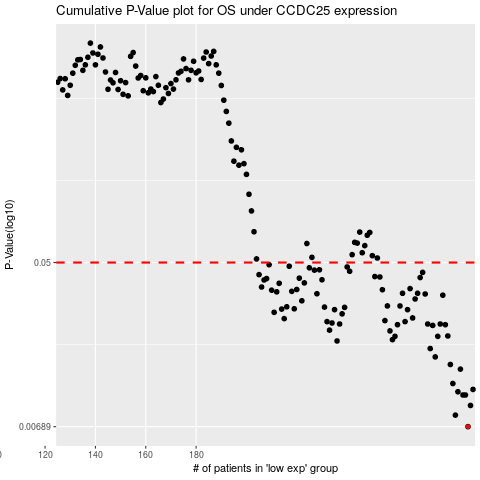 Cumulative P-Value plot for OS under CCDC25 expression
P-Value(log10)
0.05
0.00689
0 120 140 160 180
# of patients in 'low exp' group